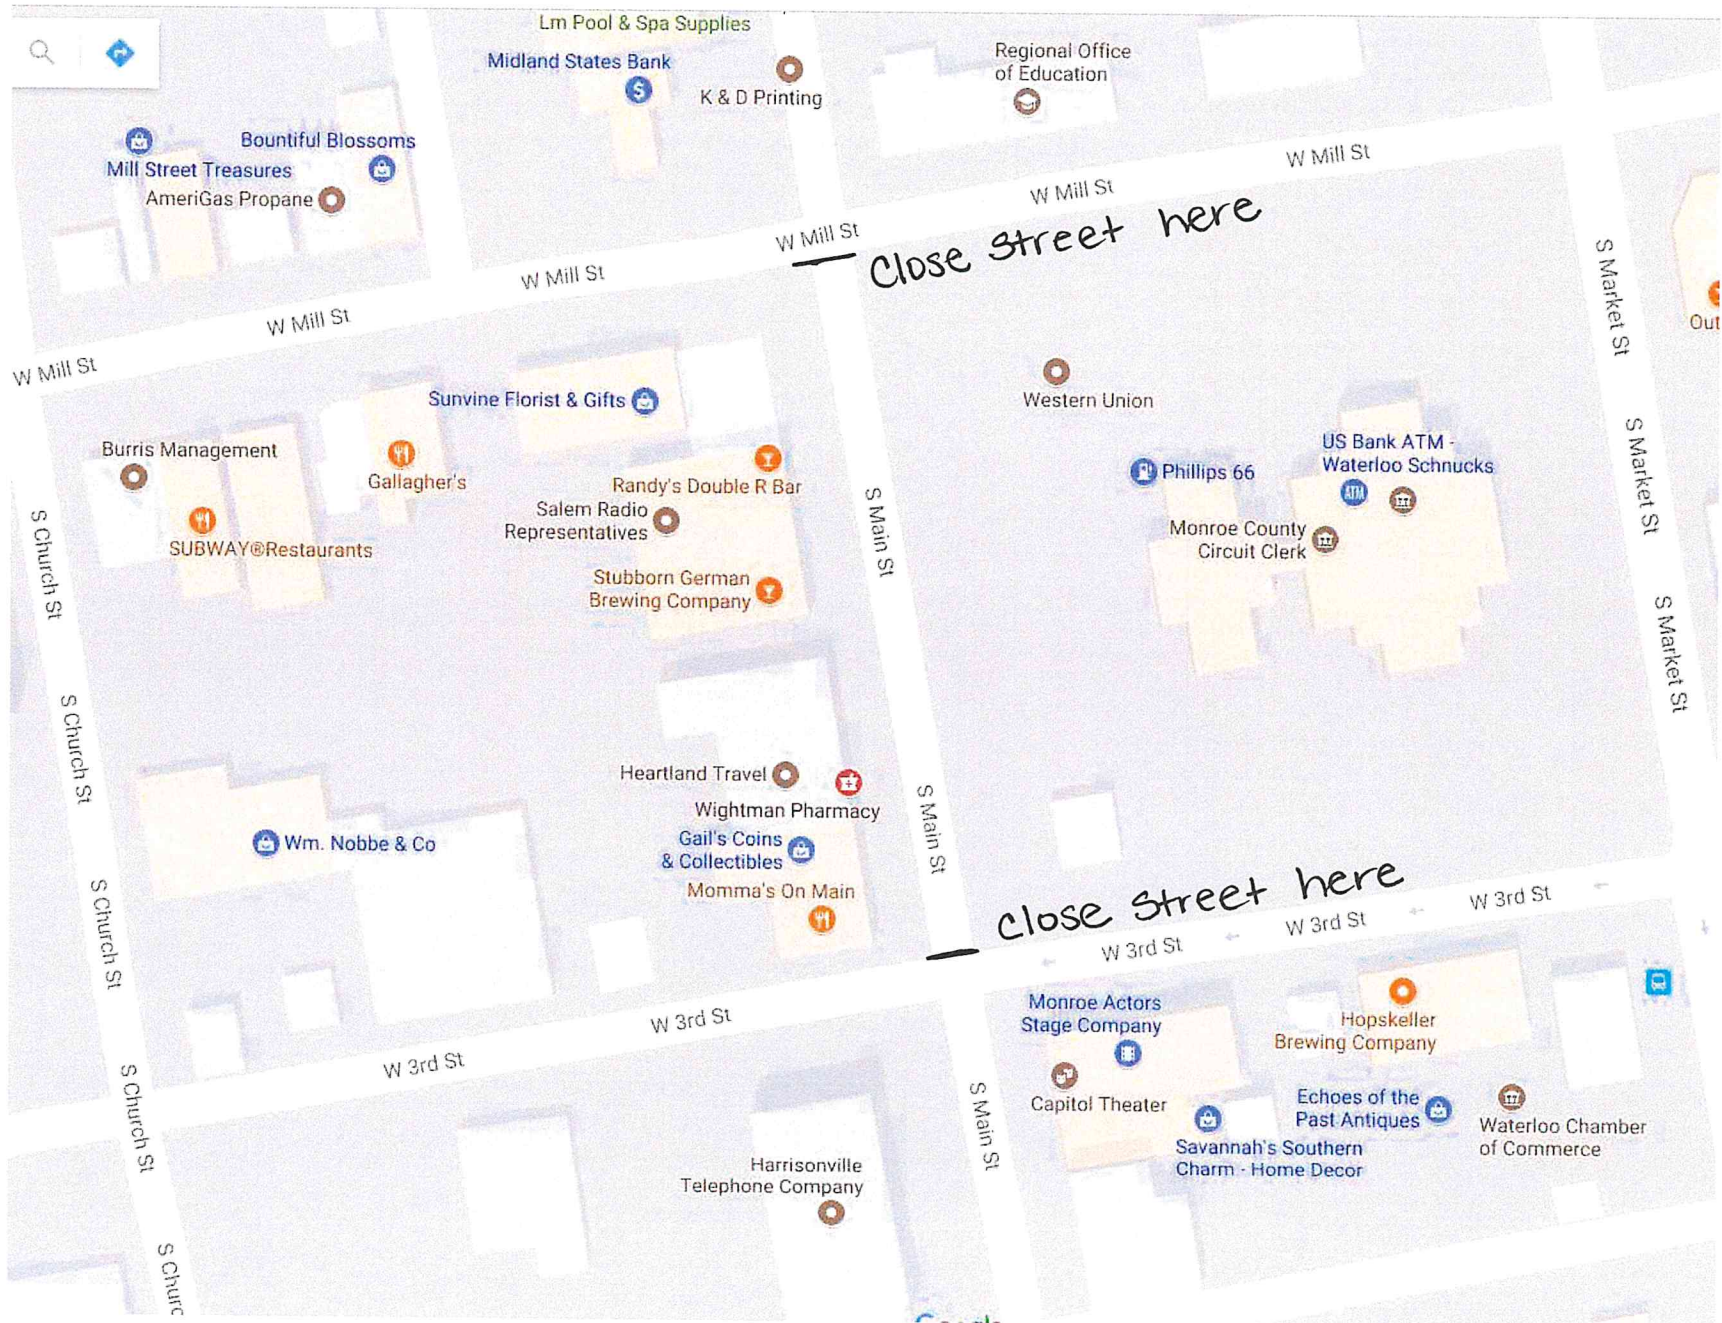 Lm Pool & Spa Supplies
Midland States Bank
K & D Printing
Regional Office
of Education
Bountiful Blossoms
Mill Street Treasures
AmeriGas Propane
W Mill St
W Mill St
W Mill St
W Mill St
W Mill St
W Mill St
Close Street here
S Market St
Out
Western Union
Sunvine Florist & Gifts
Burris Management
Gallagher's
SUBWAY®Restaurants
Randy's Double R Bar
Salem Radio
Representatives
Stubborn German
Brewing Company
S Main St
Phillips 66
US Bank ATM -
Waterloo Schnucks
ATM
Monroe County
Circuit Clerk
S Market St
S Market St
S Church St
S Church St
Heartland Travel
Wightman Pharmacy
Gail's Coins
& Collectibles
Momma's On Main
Wm. Nobbe & Co
S Main St
Close Street here
S Church St
W 3rd St
W 3rd St
W 3rd St
W 3rd St
W 3rd St
Monroe Actors
Stage Company
Capitol Theater
Hopskeller
Brewing Company
Echoes of the
Past Antiques
Savannah's Southern
Charm - Home Decor
Waterloo Chamber
of Commerce
S Main St
S Church St
Harrisonville
Telephone Company
S Churc